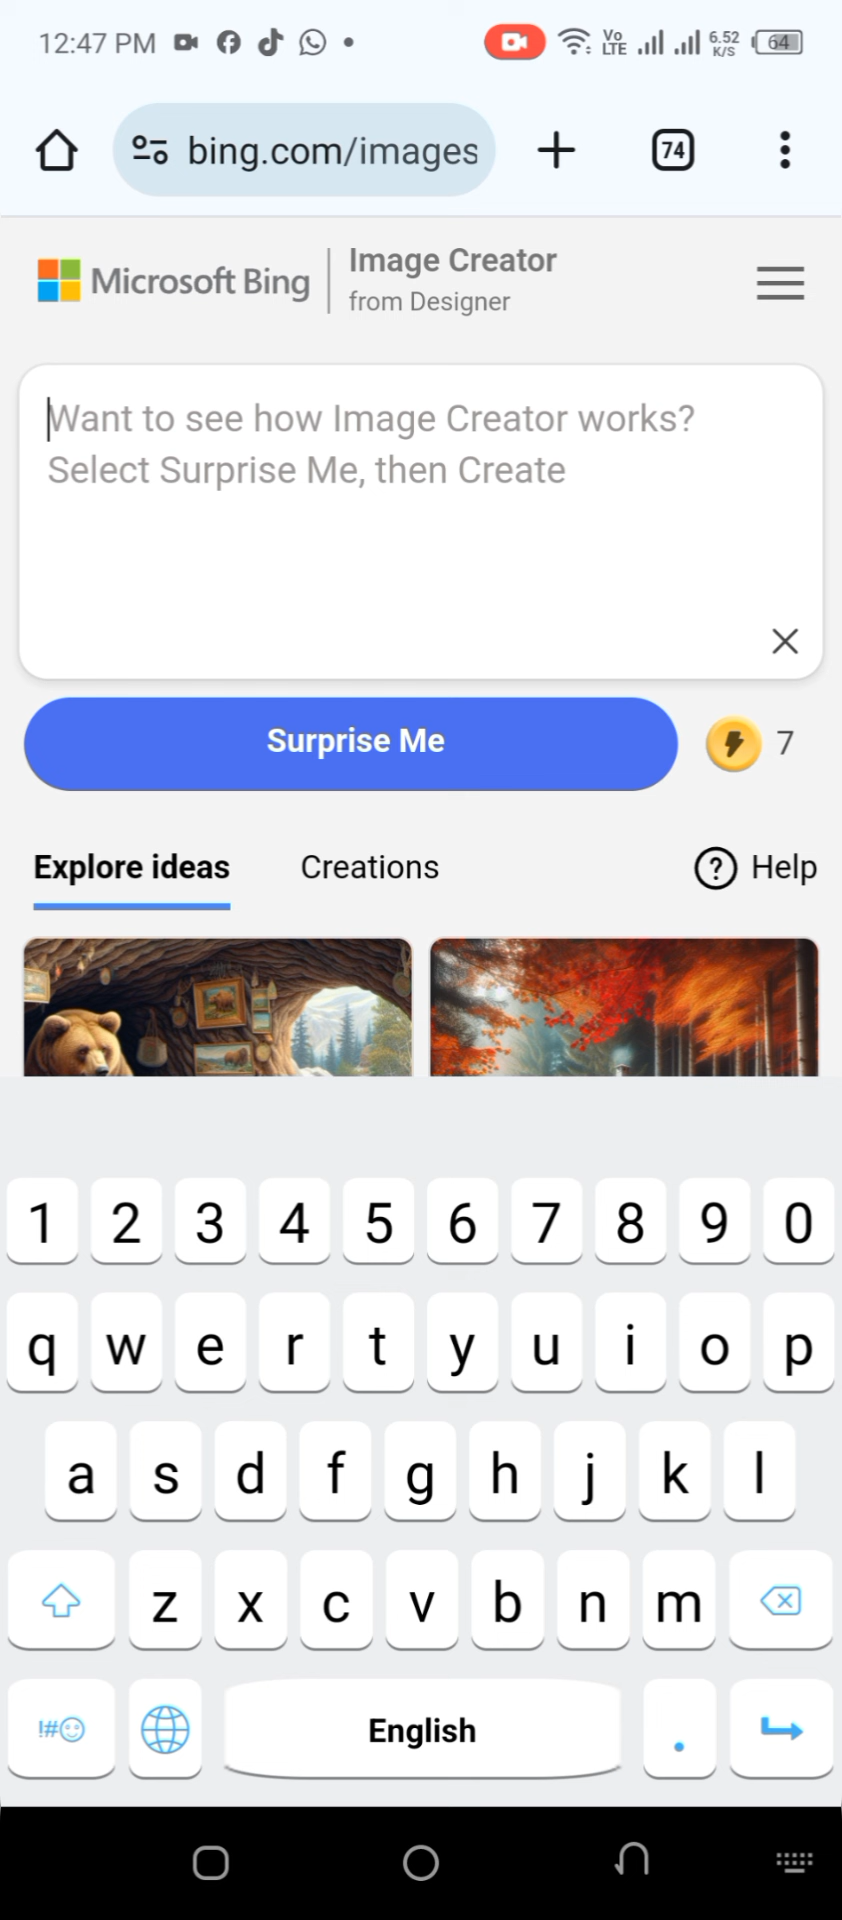 12:47 PM Vo LTE 6.52 K/S 64
bing.com/images
74
Microsoft Bing
Image Creator
from Designer
Want to see how Image Creator works?
Select Surprise Me, then Create
Surprise Me
7
Explore ideas Creations ? Help
1 2 3 4 5 6 7 8 9 0
q w e r t y u i o p
a s d f g h j k l
z x c v b n m
!#☺ English .